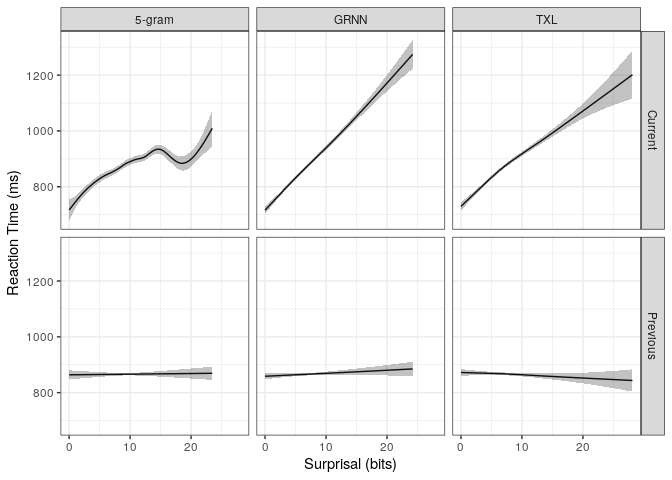 5-gram GRNN TXL
1200
1000
800
Current
Reaction Time (ms)
1200
1000
800
Previous
0 10 20 0 10 20 0 10 20
Surprisal (bits)